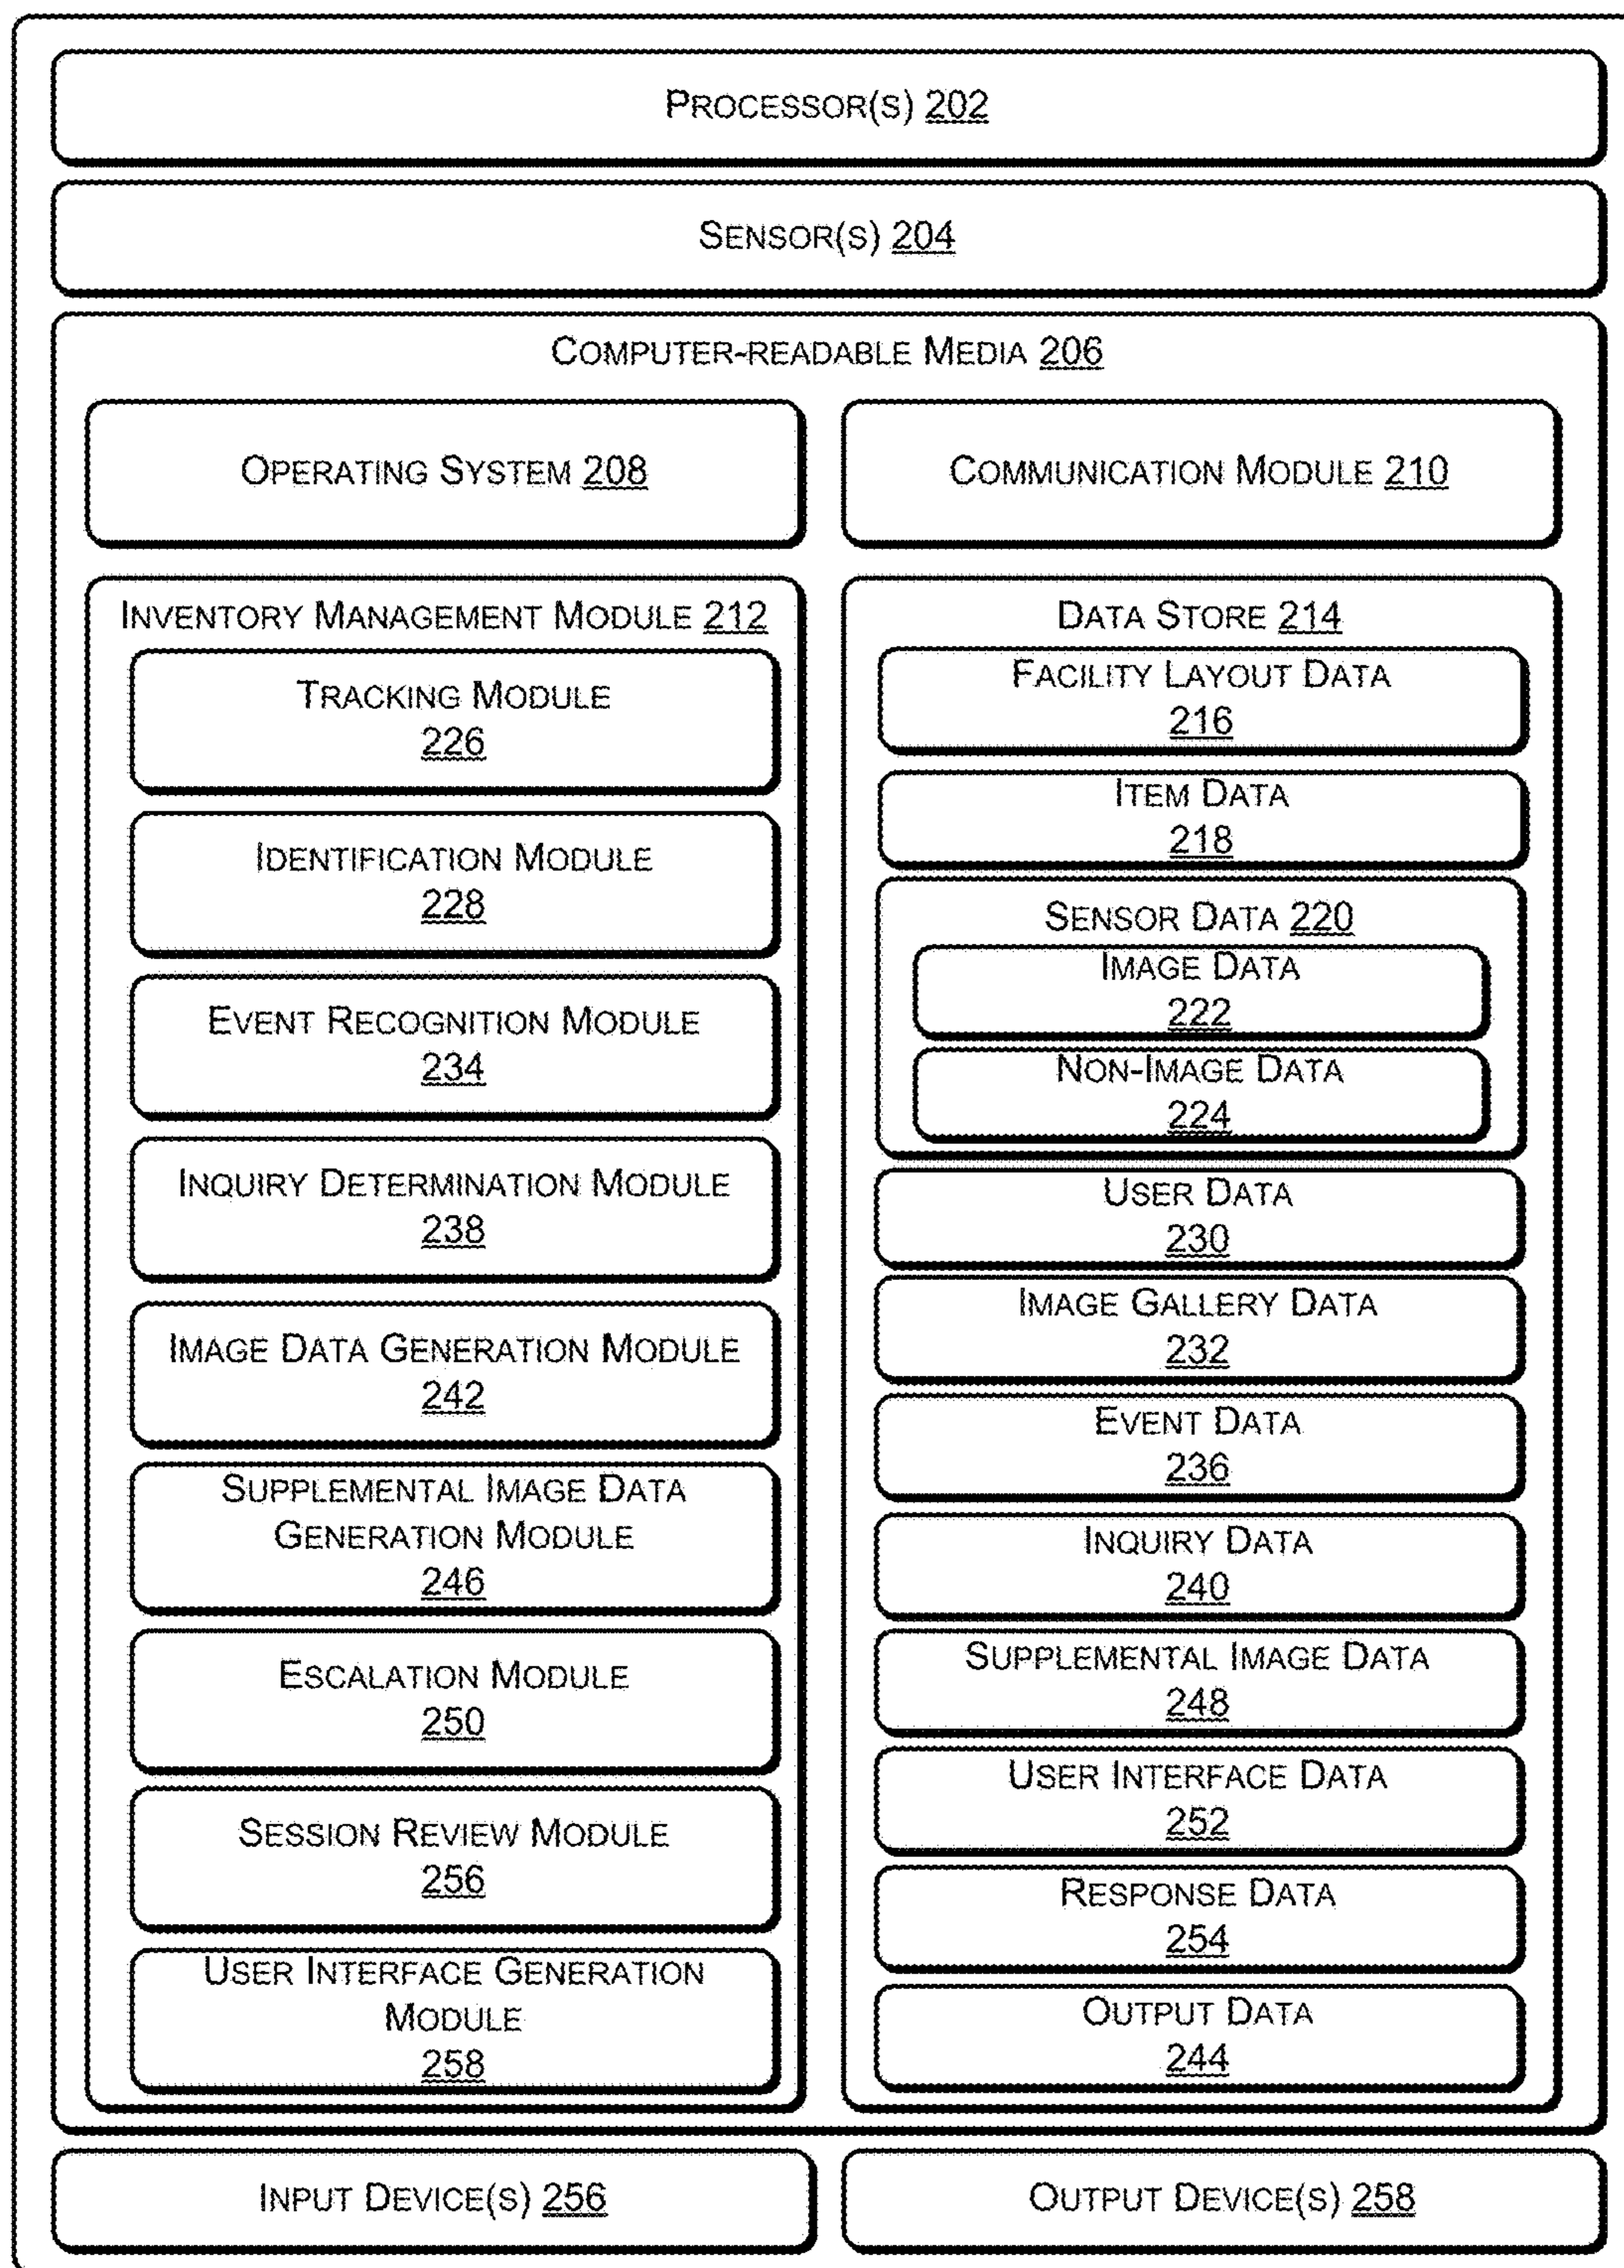 PROCESSOR(S) 202
SENSOR(S) 204
COMPUTER-READABLE MEDIA 206
OPERATING SYSTEM 208
COMMUNICATION MODULE 210
INVENTORY MANAGEMENT MODULE 212
TRACKING MODULE
226
IDENTIFICATION MODULE
228
EVENT RECOGNITION MODULE
234
INQUIRY DETERMINATION MODULE
238
IMAGE DATA GENERATION MODULE
242
SUPPLEMENTAL IMAGE DATA
GENERATION MODULE
246
ESCALATION MODULE
250
SESSION REVIEW MODULE
256
USER INTERFACE GENERATION
MODULE
258
DATA STORE 214
FACILITY LAYOUT DATA
216
ITEM DATA
218
SENSOR DATA 220
IMAGE DATA
222
NON-IMAGE DATA
224
USER DATA
230
IMAGE GALLERY DATA
232
EVENT DATA
236
INQUIRY DATA
240
SUPPLEMENTAL IMAGE DATA
248
USER INTERFACE DATA
252
RESPONSE DATA
254
OUTPUT DATA
244
INPUT DEVICE(S) 256
OUTPUT DEVICE(S) 258